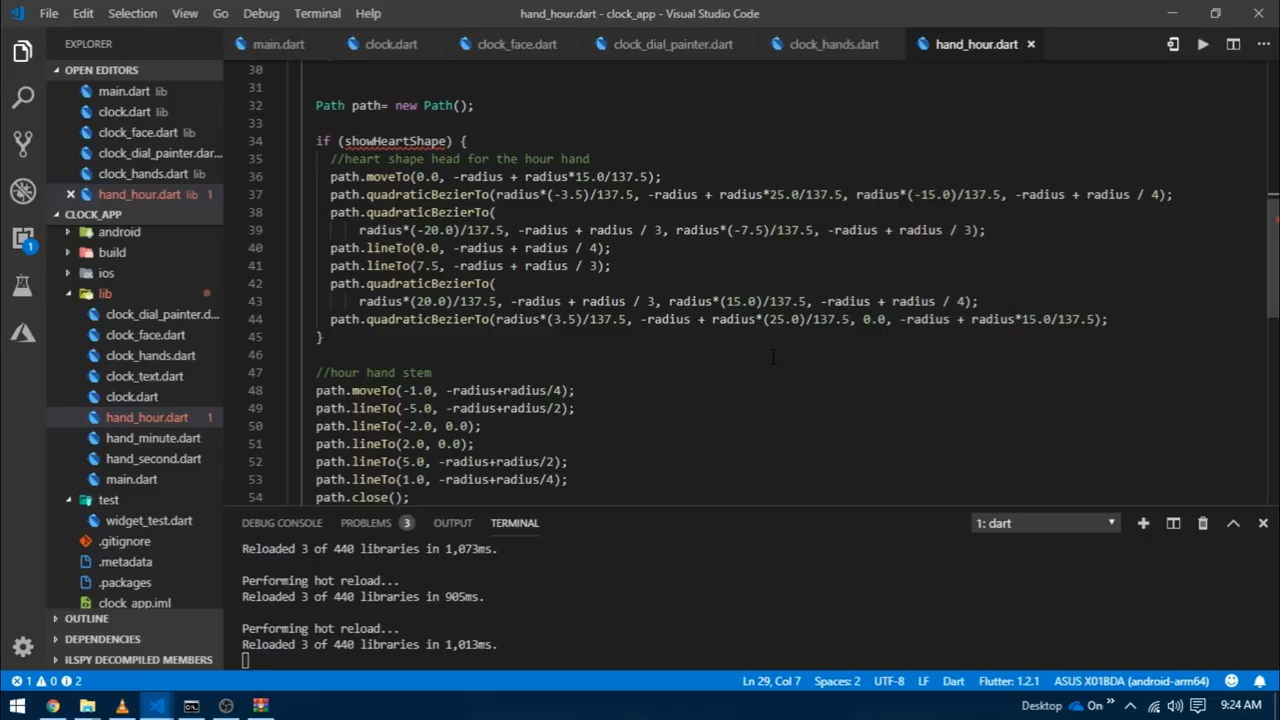 File Edit Selection View Go Debug Terminal Help
hand_hour.dart - clock_app - Visual Studio Code
EXPLORER
OPEN EDITORS
main.dart lib
clock.dart lib
clock_face.dart lib
clock_dial_painter.dar...
clock_hands.dart lib
hand_hour.dart lib 1
CLOCK_APP
android
build
ios
lib
clock_dial_painter.d...
clock_face.dart
clock_hands.dart
clock_text.dart
clock.dart
hand_hour.dart 1
hand_minute.dart
hand_second.dart
main.dart
test
widget_test.dart
.gitignore
.metadata
.packages
clock_app.iml
OUTLINE
DEPENDENCIES
ILSPY DECOMPILED MEMBERS
1
main.dart clock.dart clock_face.dart clock_dial_painter.dart clock_hands.dart hand_hour.dart
30
31
32 Path path= new Path();
33
34 if (showHeartShape) {
35 //heart shape head for the hour hand
36 path.moveTo(0.0, -radius + radius*15.0/137.5);
37 path.quadraticBezierTo(radius*(-3.5)/137.5, -radius + radius*25.0/137.5, radius*(-15.0)/137.5, -radius + radius / 4);
38 path.quadraticBezierTo(
39 radius*(-20.0)/137.5, -radius + radius / 3, radius*(-7.5)/137.5, -radius + radius / 3);
40 path.lineTo(0.0, -radius + radius / 4);
41 path.lineTo(7.5, -radius + radius / 3);
42 path.quadraticBezierTo(
43 radius*(20.0)/137.5, -radius + radius / 3, radius*(15.0)/137.5, -radius + radius / 4);
44 path.quadraticBezierTo(radius*(3.5)/137.5, -radius + radius*(25.0)/137.5, 0.0, -radius + radius*15.0/137.5);
45 }
46
47 //hour hand stem
48 path.moveTo(-1.0, -radius+radius/4);
49 path.lineTo(-5.0, -radius+radius/2);
50 path.lineTo(-2.0, 0.0);
51 path.lineTo(2.0, 0.0);
52 path.lineTo(5.0, -radius+radius/2);
53 path.lineTo(1.0, -radius+radius/4);
54 path.close();
DEBUG CONSOLE PROBLEMS 3 OUTPUT TERMINAL 1: dart
Reloaded 3 of 440 libraries in 1,073ms.
Performing hot reload...
Reloaded 3 of 440 libraries in 905ms.
Performing hot reload...
Reloaded 3 of 440 libraries in 1,013ms.
1 0 2 Ln 29, Col 7 Spaces: 2 UTF-8 LF Dart Flutter: 1.2.1 ASUS X01BDA (android-arm64)
Desktop On 9:24 AM